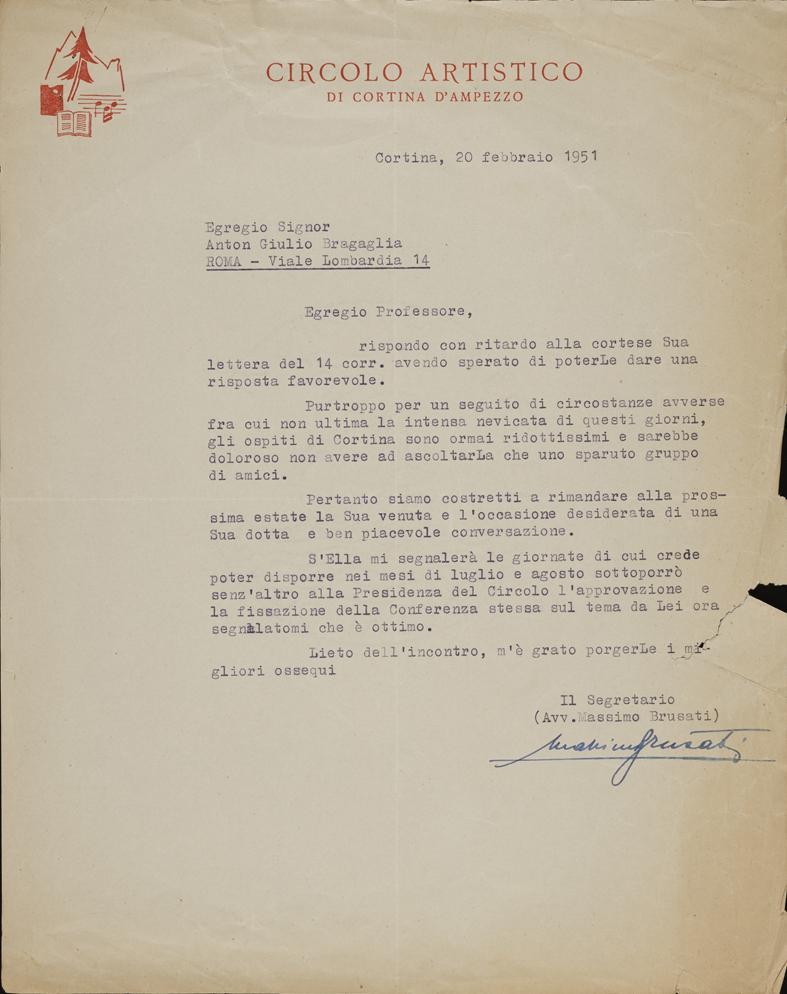 CIRCOLO ARTISTICO
DI CORTINA D'AMPEZZO
Cortina, 20 febbraio 1951
Egregio Signor
Anton Giulio Bragaglia
ROMA - Viale Lombardia 14
Egregio Professore,
rispondo con ritardo alla cortese Sua
lettera del 14 corr. avendo sperato di poterLe dare una
risposta favorevole.
Purtroppo per un seguito di circostanze avverse
fra cui non ultima la intensa nevicata di questi giorni,
gli ospiti di Cortina sono ormai ridottissimi e sarebbe
doloroso non avere ad ascoltarLa che uno sparuto gruppo
di amici.
Pertanto siamo costretti a rimandare alla pros-
sima estate la Sua venuta e l'occasione desiderata di una
Sua dotta e ben piacevole conversazione.
S'Ella mi segnalerà le giornate di cui crede
poter disporre nei mesi di luglio e agosto sottoporrò
senz'altro alla Presidenza del Circolo l'approvazione e
la fissazione della Conferenza stessa sul tema da Lei ora
segnalatomi che è ottimo.
Lieto dell'incontro, m'è grato porgerLe i mi-
gliori ossequi
Il Segretario
(Avv.Massimo Brusati)
Massimo Brusati